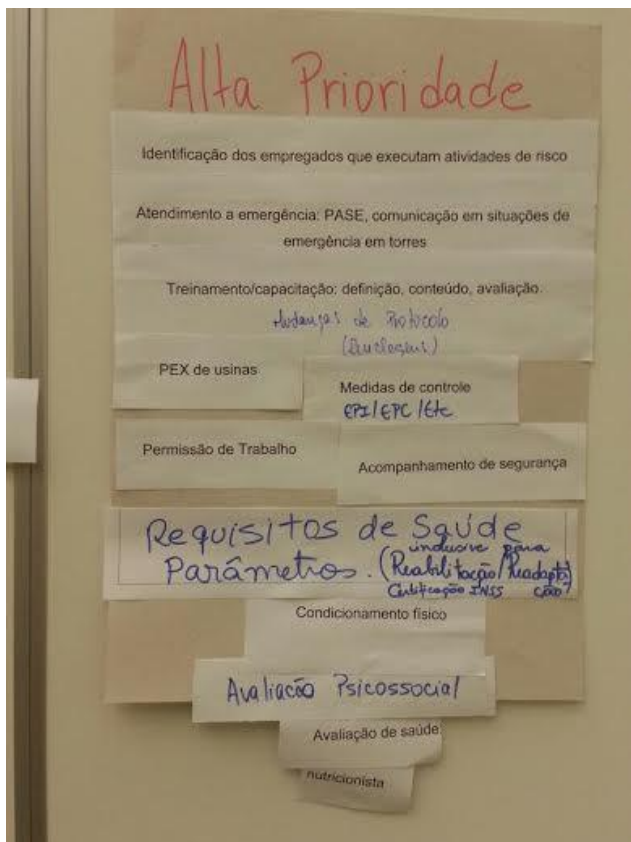 Alta Prioridade
Identificação dos empregados que executam atividades de risco
Atendimento a emergência: PASE, comunicação em situações de
emergência em torres
Treinamento/capacitação: definição, conteúdo, avaliação.
Mudanças de Protocolo
PEX de usinas
Medidas de controle
EPI/EPC/Etc
Permissão de Trabalho
Acompanhamento de segurança
Requisitos de Saúde
inclusive para
Parâmetros. (Reabilitação/Readapta
Certificação INSS ção)
Condicionamento físico
Avaliação Psicossocial
Avaliação de saúde
nutricionista